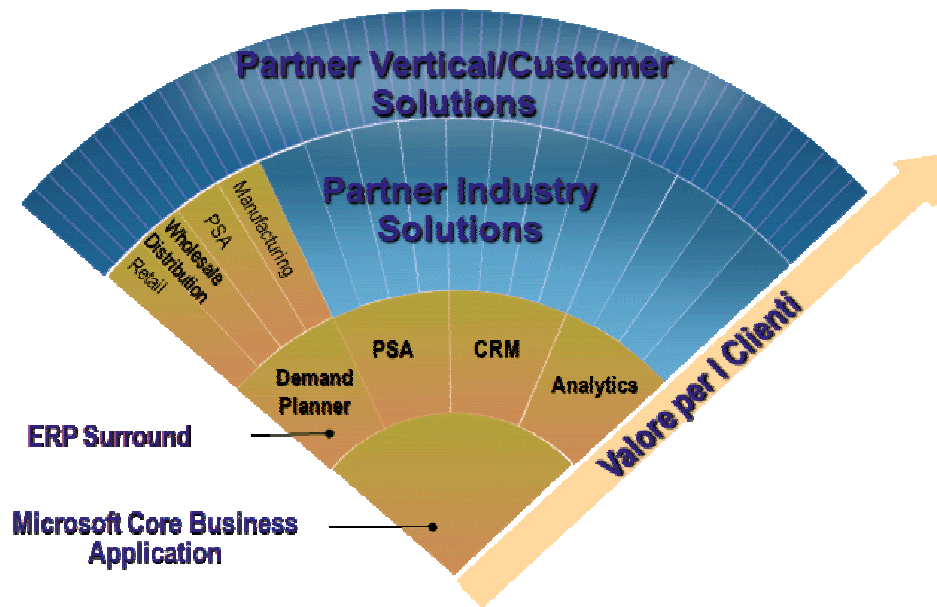 Partner Vertical/Customer
Solutions
Partner Industry
Solutions
Manufacturing
PSA
Wholesale
Distribution
Retail
PSA
CRM
Demand
Planner
Analytics
ERP Surround
Microsoft Core Business
Application
Valore per I Clienti